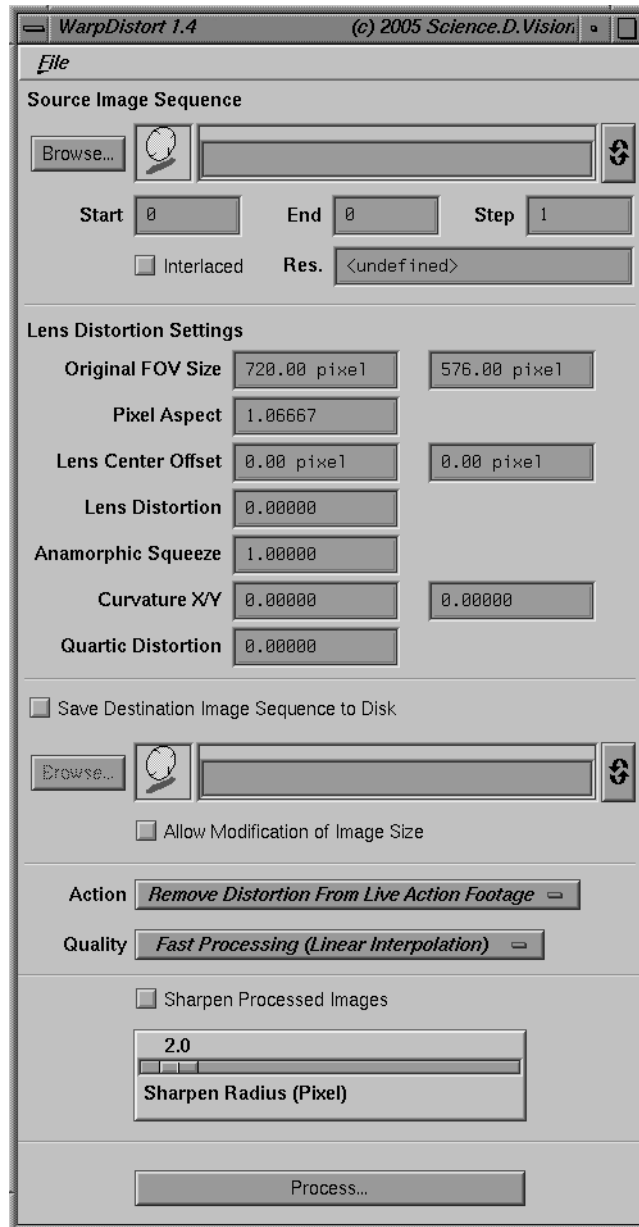 WarpDistort 1.4 (c) 2005 Science.D.Vision
File
Source Image Sequence
Browse...
Start 0 End 0 Step 1
Interlaced Res. <undefined>
Lens Distortion Settings
Original FOV Size 720.00 pixel 576.00 pixel
Pixel Aspect 1.06667
Lens Center Offset 0.00 pixel 0.00 pixel
Lens Distortion 0.00000
Anamorphic Squeeze 1.00000
Curvature X/Y 0.00000 0.00000
Quartic Distortion 0.00000
Save Destination Image Sequence to Disk
Browse...
Allow Modification of Image Size
Action Remove Distortion From Live Action Footage
Quality Fast Processing (Linear Interpolation)
Sharpen Processed Images
2.0
Sharpen Radius (Pixel)
Process...